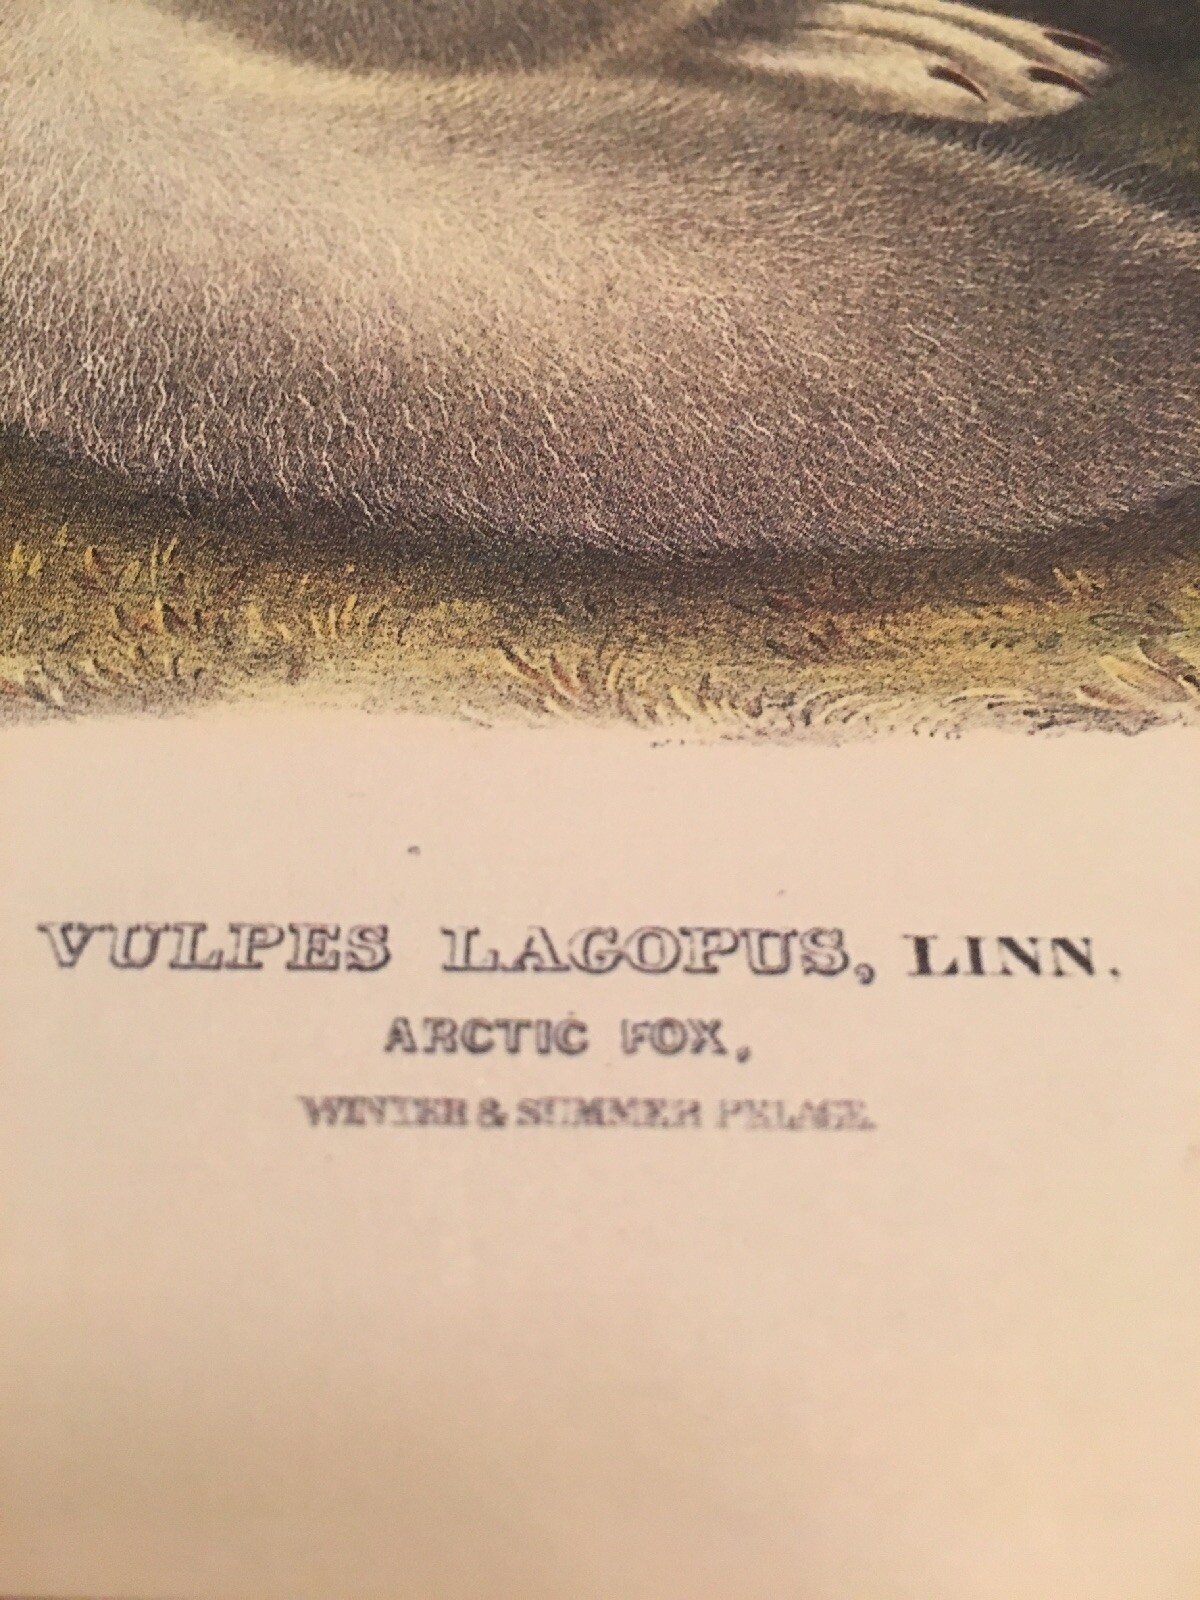 VULPES LAGOPUS, LINN.
ARCTIC FOX,
WINTER & SUMMER PELAGE.